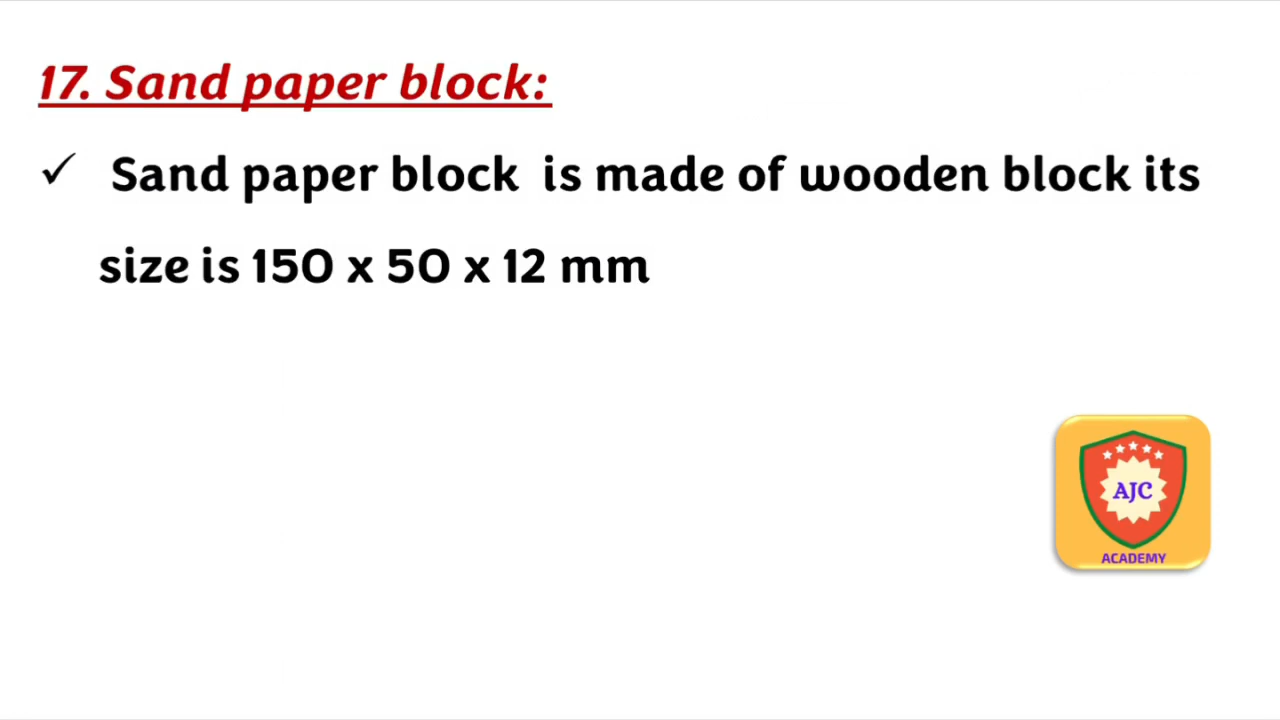 17. Sand paper block:
✓ Sand paper block is made of wooden block its
size is 150 x 50 x 12 mm
AJC
ACADEMY